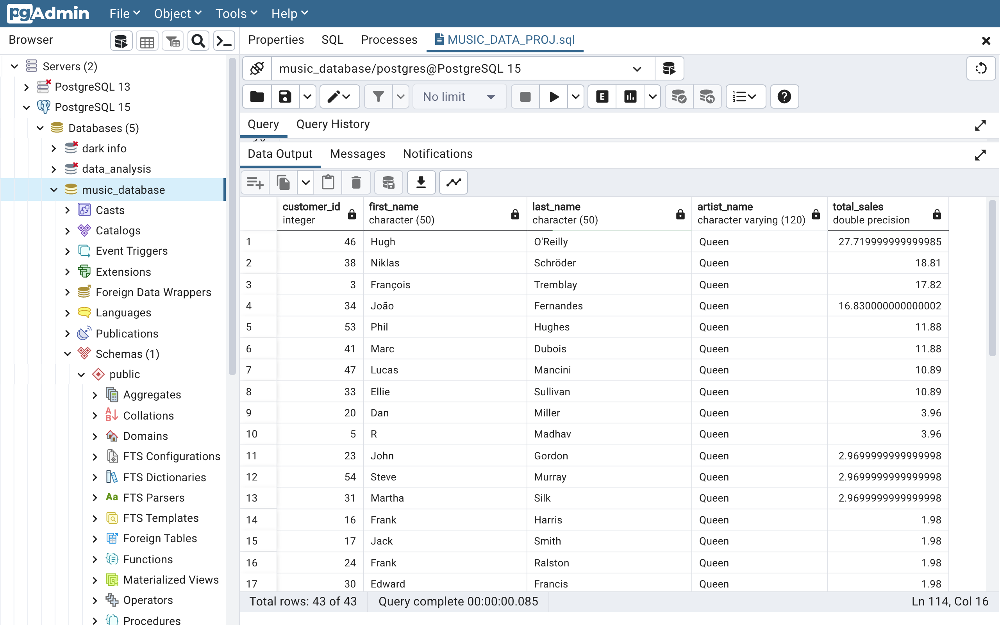 pgAdmin File Object Tools Help
Browser
Properties SQL Processes MUSIC_DATA_PROJ.sql
music_database/postgres@PostgreSQL 15
No limit
Query Query History
Data Output Messages Notifications
Servers (2)
PostgreSQL 13
PostgreSQL 15
Databases (5)
dark info
data_analysis
music_database
Casts
Catalogs
Event Triggers
Extensions
Foreign Data Wrappers
Languages
Publications
Schemas (1)
public
Aggregates
Collations
Domains
FTS Configurations
FTS Dictionaries
Aa FTS Parsers
FTS Templates
Foreign Tables
Functions
Materialized Views
Operators
Procedures
customer_id first_name last_name artist_name total_sales
integer character (50) character (50) character varying (120) double precision
1 46 Hugh O'Reilly Queen 27.719999999999985
2 38 Niklas Schröder Queen 18.81
3 3 François Tremblay Queen 17.82
4 34 João Fernandes Queen 16.830000000000002
5 53 Phil Hughes Queen 11.88
6 41 Marc Dubois Queen 11.88
7 47 Lucas Mancini Queen 10.89
8 33 Ellie Sullivan Queen 10.89
9 20 Dan Miller Queen 3.96
10 5 R Madhav Queen 3.96
11 23 John Gordon Queen 2.9699999999999998
12 54 Steve Murray Queen 2.9699999999999998
13 31 Martha Silk Queen 2.9699999999999998
14 16 Frank Harris Queen 1.98
15 17 Jack Smith Queen 1.98
16 24 Frank Ralston Queen 1.98
17 30 Edward Francis Queen 1.98
Total rows: 43 of 43 Query complete 00:00:00.085 Ln 114, Col 16